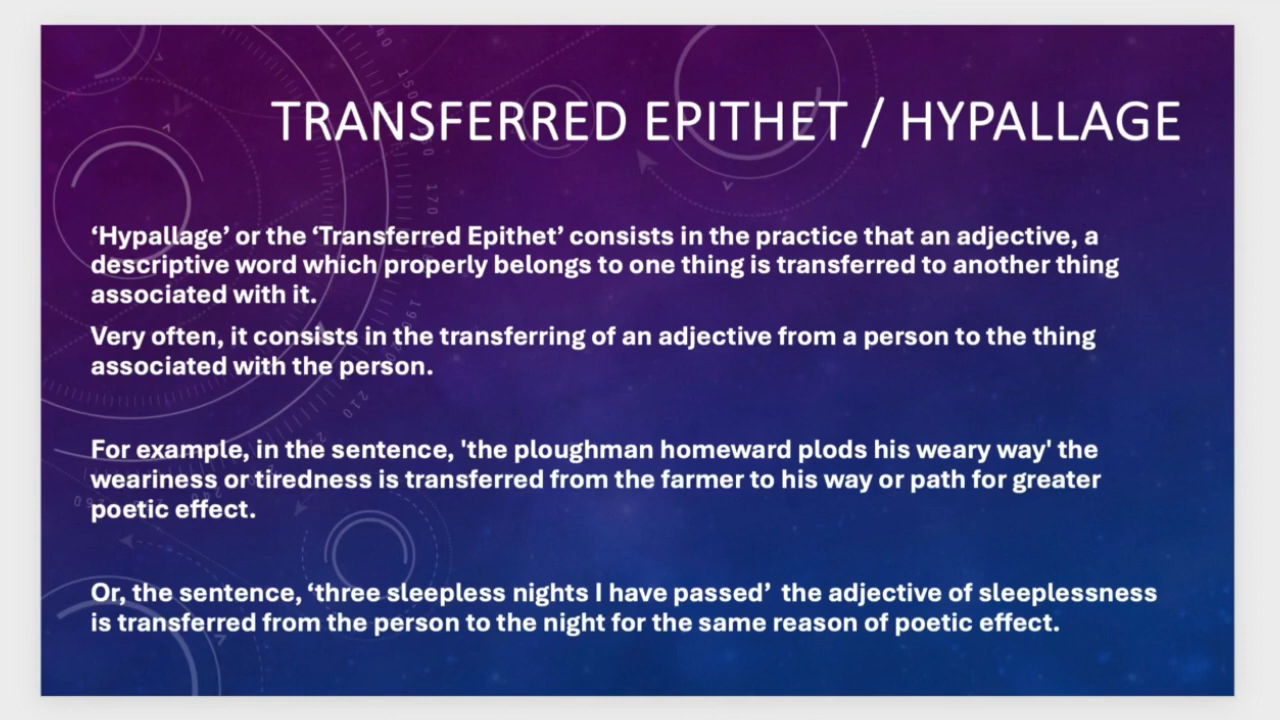 TRANSFERRED EPITHET / HYPALLAGE
‘Hypallage’ or the ‘Transferred Epithet’ consists in the practice that an adjective, a
descriptive word which properly belongs to one thing is transferred to another thing
associated with it.
Very often, it consists in the transferring of an adjective from a person to the thing
associated with the person.
For example, in the sentence, 'the ploughman homeward plods his weary way' the
weariness or tiredness is transferred from the farmer to his way or path for greater
poetic effect.
Or, the sentence, ‘three sleepless nights I have passed’ the adjective of sleeplessness
is transferred from the person to the night for the same reason of poetic effect.